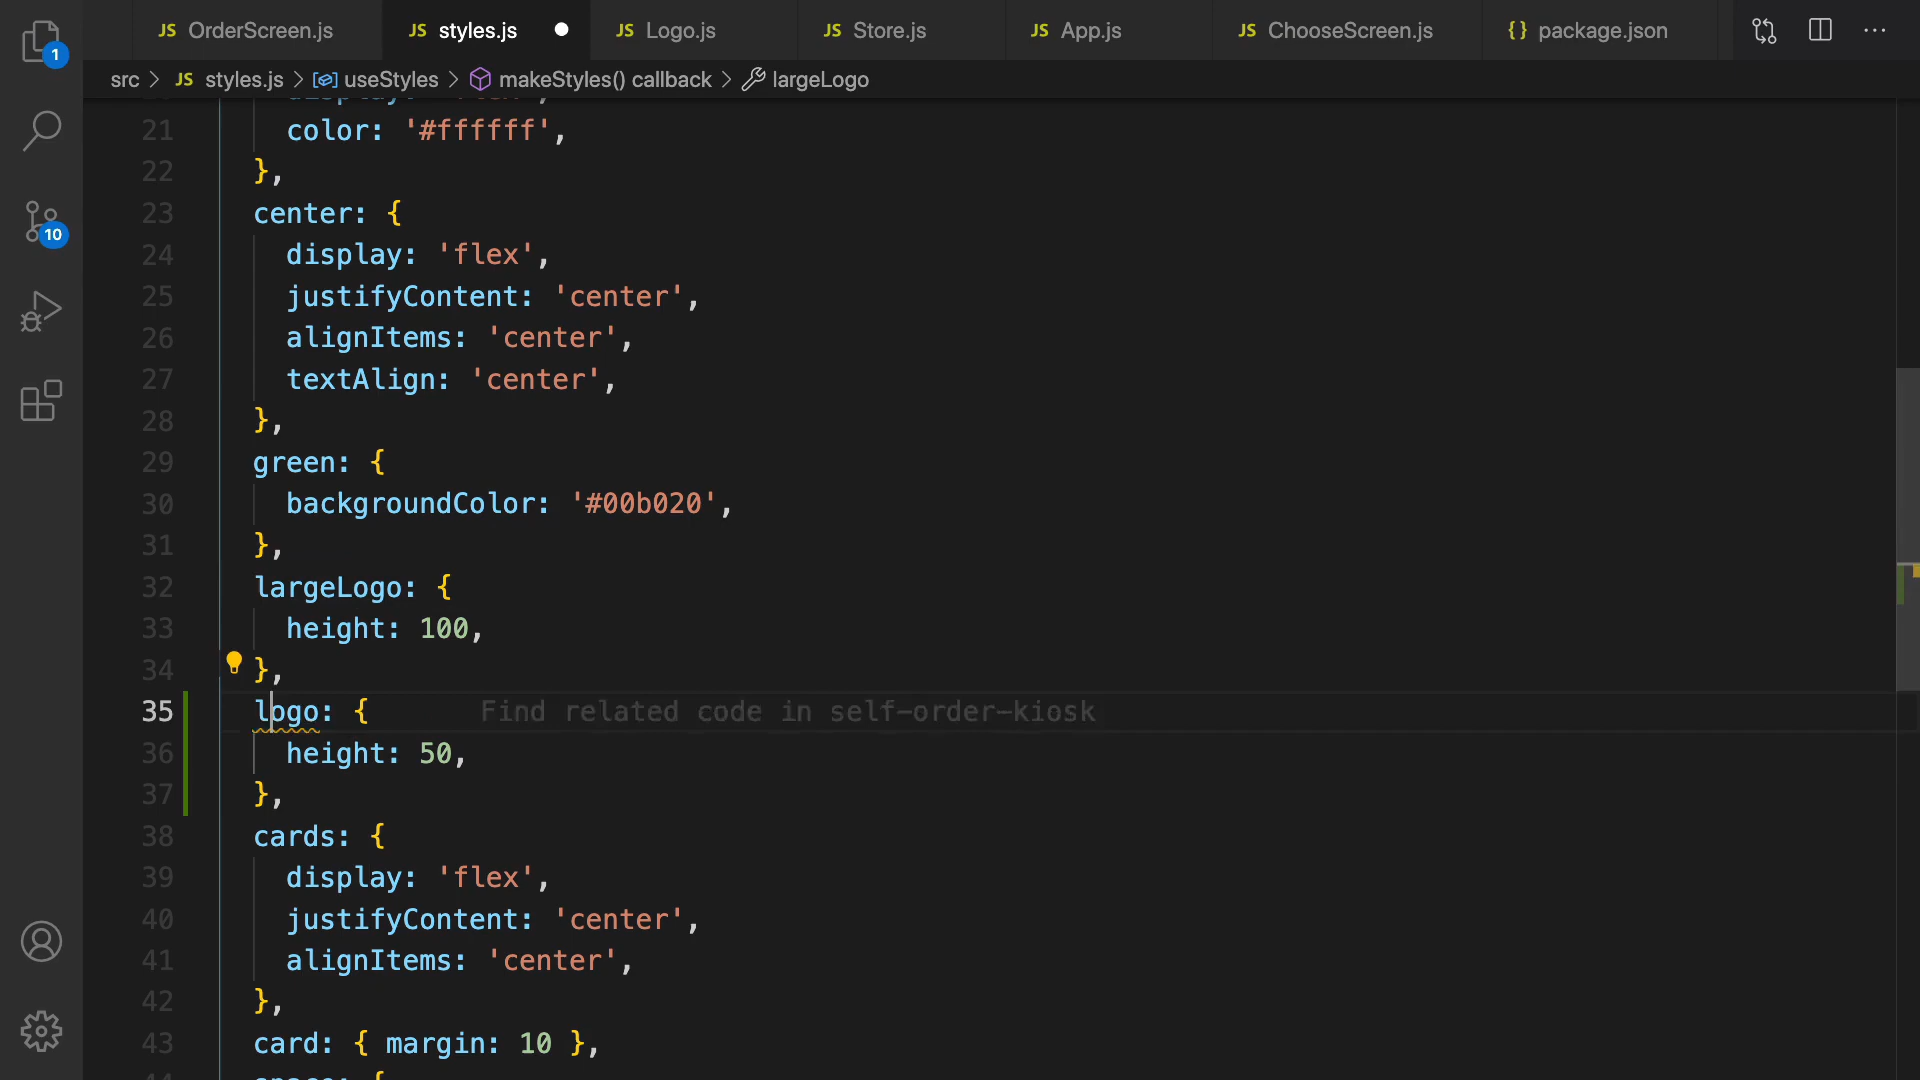 JS OrderScreen.js JS styles.js JS Logo.js JS Store.js JS App.js JS ChooseScreen.js {} package.json
src > JS styles.js > useStyles > makeStyles() callback > largeLogo
21 color: '#ffffff',
22 },
23 center: {
24 display: 'flex',
25 justifyContent: 'center',
26 alignItems: 'center',
27 textAlign: 'center',
28 },
29 green: {
30 backgroundColor: '#00b020',
31 },
32 largeLogo: {
33 height: 100,
34 },
35 logo: { Find related code in self-order-kiosk
36 height: 50,
37 },
38 cards: {
39 display: 'flex',
40 justifyContent: 'center',
41 alignItems: 'center',
42 },
43 card: { margin: 10 },
1
10